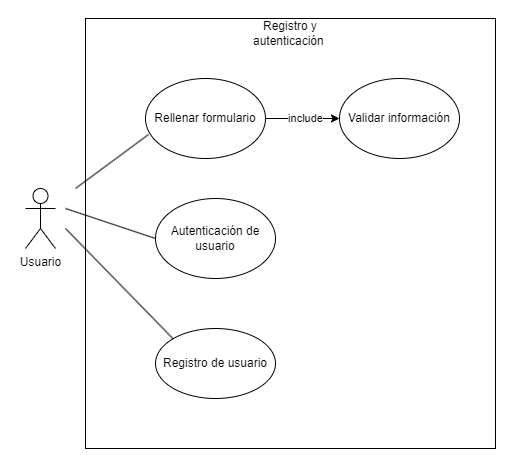 Registro y
autenticación
Rellenar formulario
include
Validar información
Autenticación de
usuario
Usuario
Registro de usuario